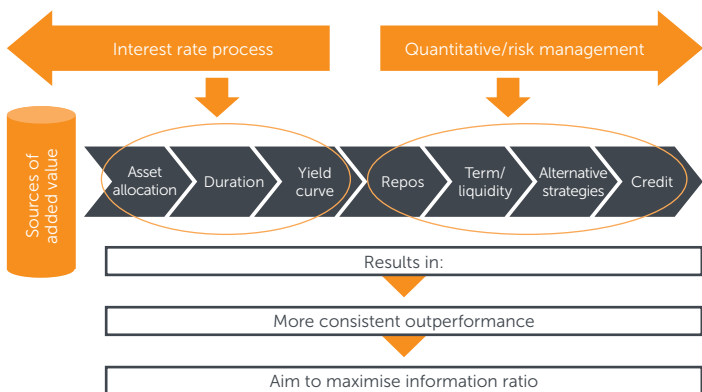 Interest rate process
Quantitative/risk management
Sources of
added value
Asset
allocation
Duration
Yield
curve
Repos
Term/
liquidity
Alternative
strategies
Credit
Results in:
More consistent outperformance
Aim to maximise information ratio